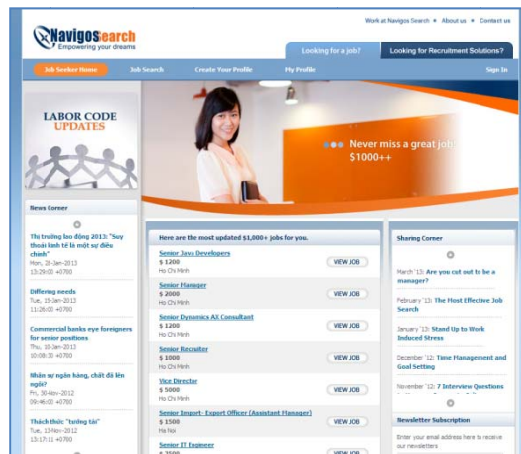 Work at Navigos Search • About us • Contact us
Navigossearch
Empowering your dreams
Looking for a job?
Looking for Recruitment Solutions?
Job Seeker Home
Job Search
Create Your Profile
My Profile
Sign In
LABOR CODE
UPDATES
Never miss a great job:
$1000++
News Corner
Thị trường lao động 2013: "Suy
thoái kinh tế là một sự điều
chỉnh"
Mon, 21-Jan-2013
13:29:00 +0700
Differing needs
Tue, 15-Jan-2013
11:26:00 +0700
Commercial banks eye foreigners
for senior positions
Thu, 10-Jan-2013
10:08:30 +0700
Nhân sự ngân hàng, chất đã lên
ngôi?
Fri, 30-Nov-2012
09:46:00 +0700
Thách thức "tướng tài"
Tue, 13-Nov-2012
13:17:11 +0700
Here are the most updated $1,000+ jobs for you.
Senior Java Developers
$ 1200
Ho Chi Minh
VIEW JOB
Senior Manager
$ 2000
Ho Chi Minh
VIEW JOB
Senior Dynamics AX Consultant
$ 1200
Ho Chi Minh
VIEW JOB
Senior Recruiter
$ 1000
Ho Chi Minh
VIEW JOB
Vice Director
$ 5000
Ho Chi Minh
VIEW JOB
Senior Import- Export Officer (Assistant Manager)
$ 1500
Ha Noi
VIEW JOB
Senior IT Engineer
VIEW JOB
Sharing Corner
March '13: Are you cut out to be a
manager?
February '13: The Most Effective Job
Search
January '13: Stand Up to Work
Induced Stress
December '12: Time Management and
Goal Setting
November '12: 7 Interview Questions
Newsletter Subscription
Enter your email address here to receive
our newsletters